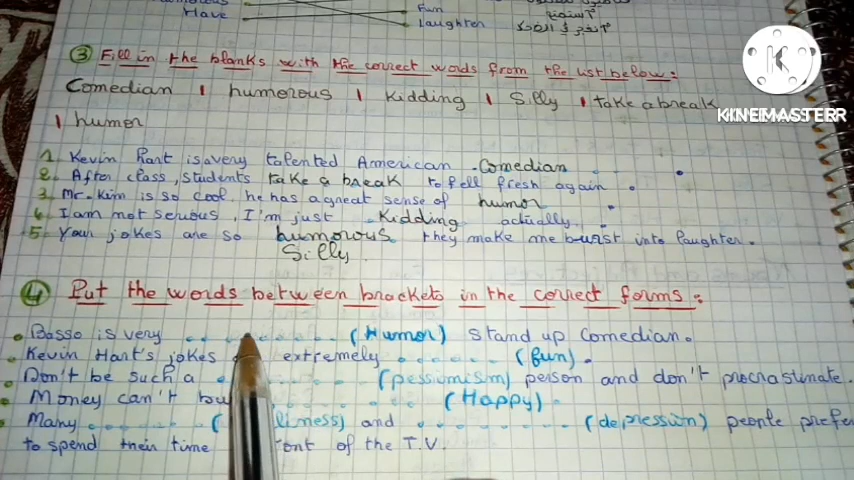 Have
Fun
Laughter
③ Fill in the blanks with the correct words from the list below:
Comedian | humorous | kidding | Silly | take a break
| humor
KINEMASTER
1 Kevin Hart is a very talented American Comedian.
2 After class, students take a break to fell fresh again.
3 Mr. Kim is so cool, he has a great sense of humor.
4 I am not serious, I'm just Kidding actually.
5 Your jokes are so humorous they make me burst into laughter.
Silly
④ Put the words between brackets in the correct forms:
Basso is very ........ (Humor) stand up comedian.
Kevin Hart's jokes extremely ...... (fun).
Don't be such a ........ (pessimism) person and don't procrastinate.
Money can't ........ (Happy).
Many ...... ( liness) and ........ (depression) people
to spend their time of the T.V.